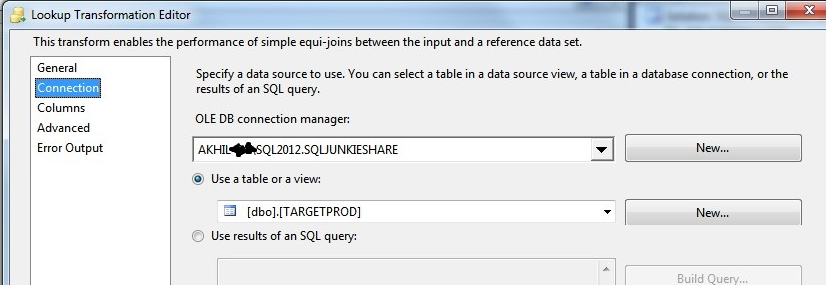 Lookup Transformation Editor
This transform enables the performance of simple equi-joins between the input and a reference data set.
General
Connection
Columns
Advanced
Error Output
Specify a data source to use. You can select a table in a data source view, a table in a database connection, or the
results of an SQL query.
OLE DB connection manager:
AKHIL SQL2012.SQLJUNKIESHARE
New...
Use a table or a view:
[dbo].[TARGETPROD]
New...
Use results of an SQL query:
Build Query...